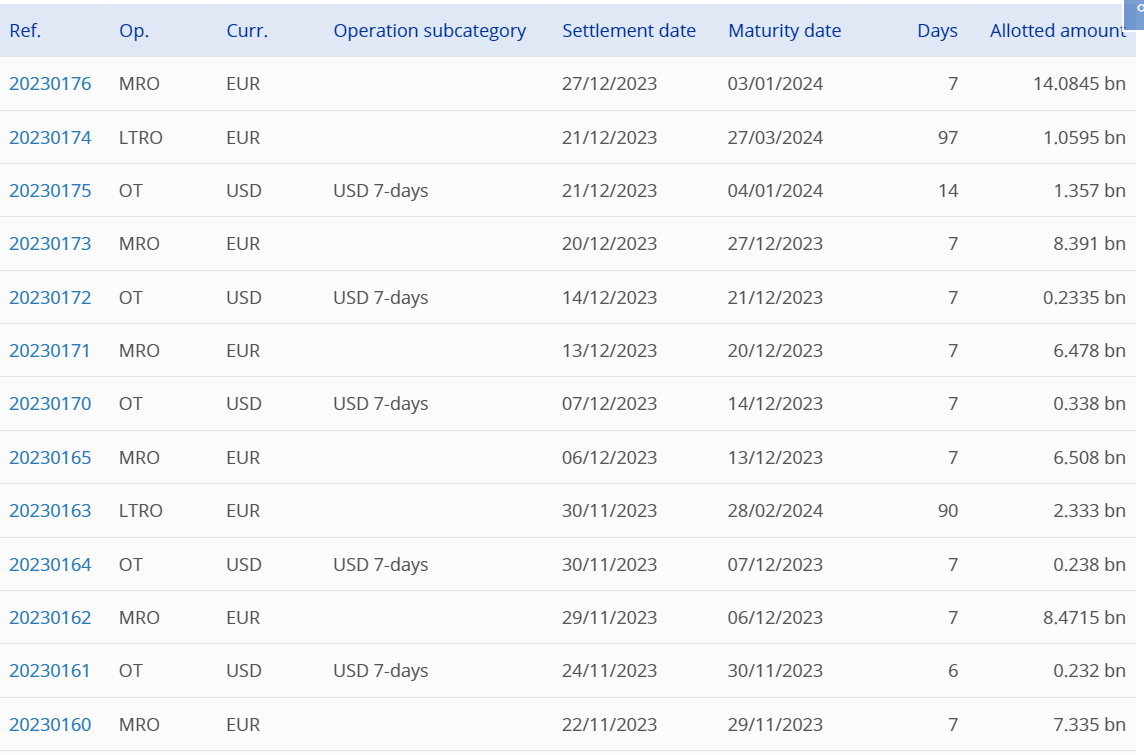 Ref. Op. Curr. Operation subcategory Settlement date Maturity date Days Allotted amount
20230176 MRO EUR 27/12/2023 03/01/2024 7 14.0845 bn
20230174 LTRO EUR 21/12/2023 27/03/2024 97 1.0595 bn
20230175 OT USD USD 7-days 21/12/2023 04/01/2024 14 1.357 bn
20230173 MRO EUR 20/12/2023 27/12/2023 7 8.391 bn
20230172 OT USD USD 7-days 14/12/2023 21/12/2023 7 0.2335 bn
20230171 MRO EUR 13/12/2023 20/12/2023 7 6.478 bn
20230170 OT USD USD 7-days 07/12/2023 14/12/2023 7 0.338 bn
20230165 MRO EUR 06/12/2023 13/12/2023 7 6.508 bn
20230163 LTRO EUR 30/11/2023 28/02/2024 90 2.333 bn
20230164 OT USD USD 7-days 30/11/2023 07/12/2023 7 0.238 bn
20230162 MRO EUR 29/11/2023 06/12/2023 7 8.4715 bn
20230161 OT USD USD 7-days 24/11/2023 30/11/2023 6 0.232 bn
20230160 MRO EUR 22/11/2023 29/11/2023 7 7.335 bn